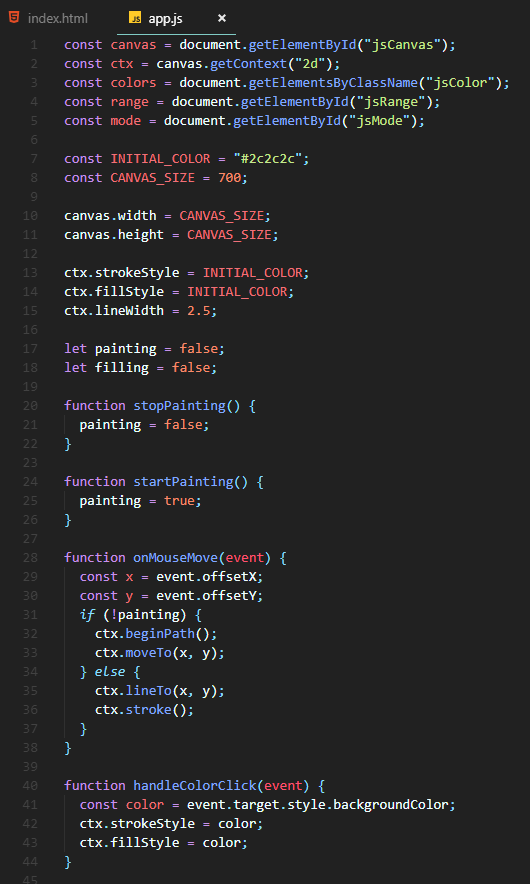 index.html
JS app.js ×
1 const canvas = document.getElementById("jsCanvas");
2 const ctx = canvas.getContext("2d");
3 const colors = document.getElementsByClassName("jsColor");
4 const range = document.getElementById("jsRange");
5 const mode = document.getElementById("jsMode");
6
7 const INITIAL_COLOR = "#2c2c2c";
8 const CANVAS_SIZE = 700;
9
10 canvas.width = CANVAS_SIZE;
11 canvas.height = CANVAS_SIZE;
12
13 ctx.strokeStyle = INITIAL_COLOR;
14 ctx.fillStyle = INITIAL_COLOR;
15 ctx.lineWidth = 2.5;
16
17 let painting = false;
18 let filling = false;
19
20 function stopPainting() {
21   painting = false;
22 }
23
24 function startPainting() {
25   painting = true;
26 }
27
28 function onMouseMove(event) {
29   const x = event.offsetX;
30   const y = event.offsetY;
31   if (!painting) {
32     ctx.beginPath();
33     ctx.moveTo(x, y);
34   } else {
35     ctx.lineTo(x, y);
36     ctx.stroke();
37   }
38 }
39
40 function handleColorClick(event) {
41   const color = event.target.style.backgroundColor;
42   ctx.strokeStyle = color;
43   ctx.fillStyle = color;
44 }
45